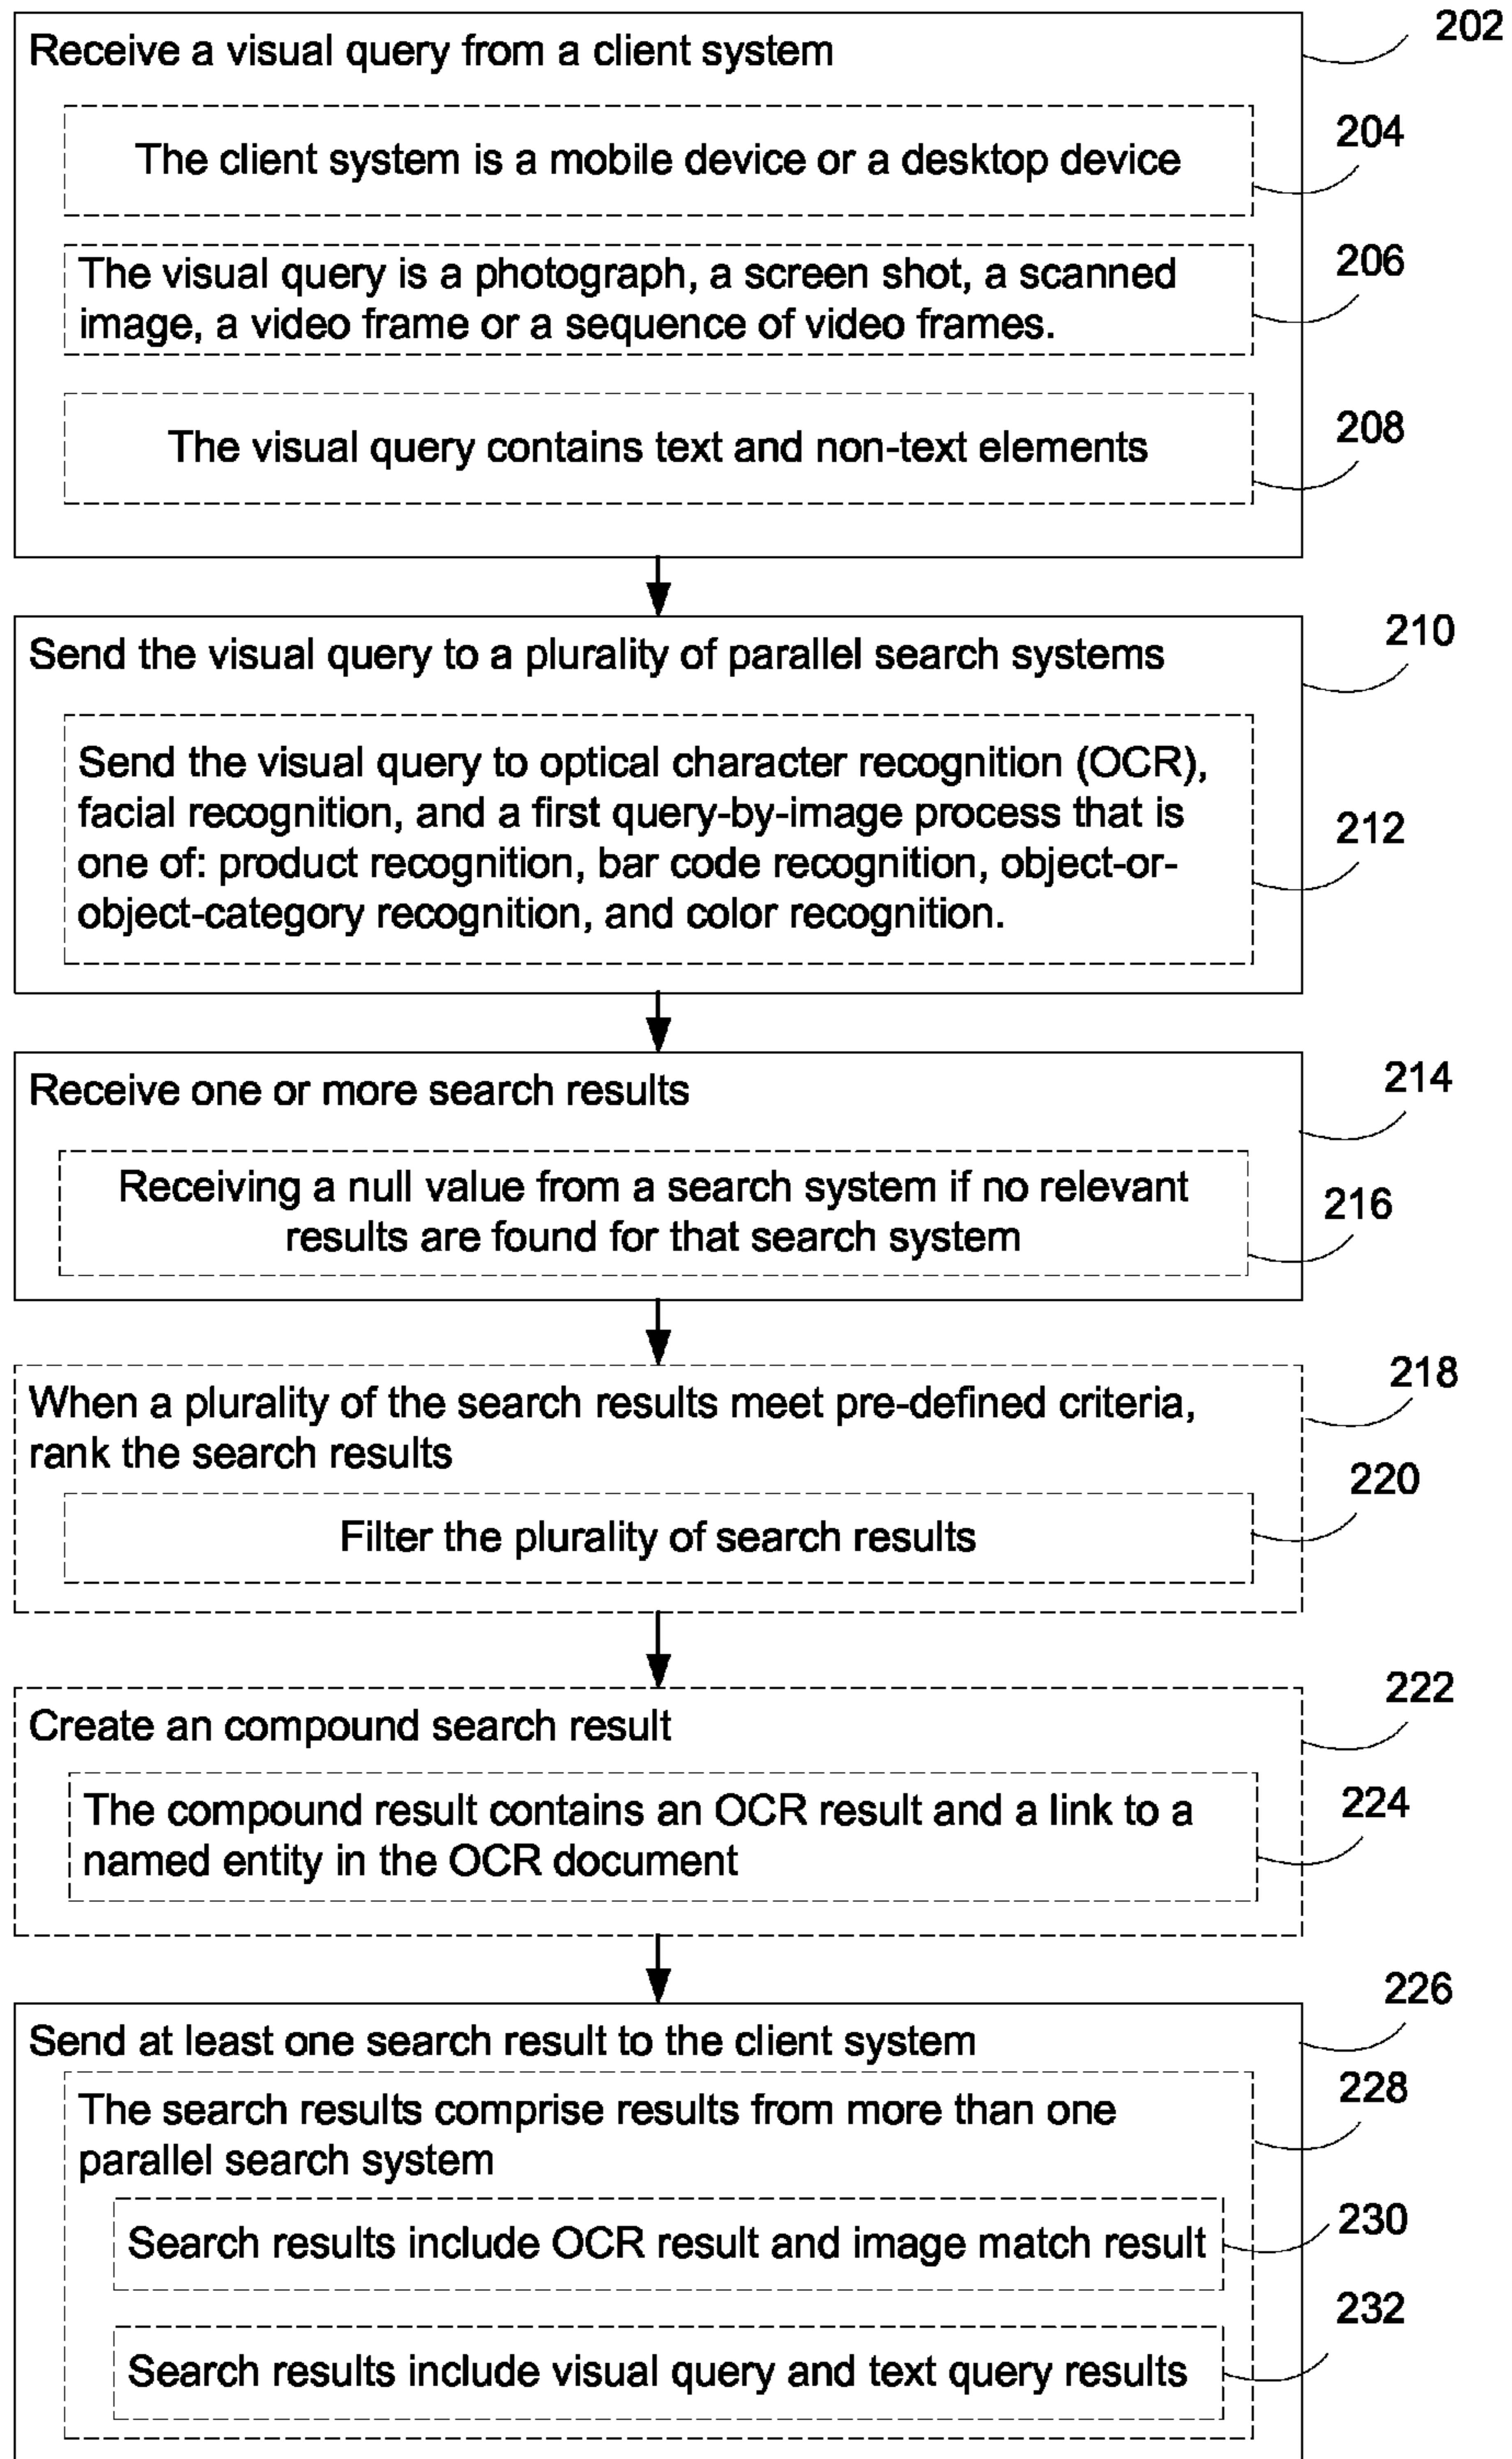 Receive a visual query from a client system
202
The client system is a mobile device or a desktop device
204
The visual query is a photograph, a screen shot, a scanned
image, a video frame or a sequence of video frames.
206
The visual query contains text and non-text elements
208
Send the visual query to a plurality of parallel search systems
210
Send the visual query to optical character recognition (OCR),
facial recognition, and a first query-by-image process that is
one of: product recognition, bar code recognition, object-or-
object-category recognition, and color recognition.
212
Receive one or more search results
214
Receiving a null value from a search system if no relevant
results are found for that search system
216
When a plurality of the search results meet pre-defined criteria,
rank the search results
218
Filter the plurality of search results
220
Create an compound search result
222
The compound result contains an OCR result and a link to a
named entity in the OCR document
224
Send at least one search result to the client system
226
The search results comprise results from more than one
parallel search system
228
Search results include OCR result and image match result
230
Search results include visual query and text query results
232